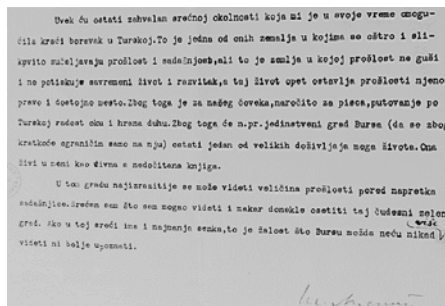 Uvek ću ostati zahvalan srećnoj okolnosti koja mi je u svoje vreme omogu-
ćila kraći boravak u Turskoj.To je jedna od onih zemalja u kojima se oštro i sli-
kovito sučeljavaju prošlost i sadašnjost,ali to je zemlja u kojoj prošlost ne guši
i ne potiskuje savremeni život i razvitak,a taj život opet ostavlja prošlosti njeno
pravo i dostojno mesto.Zbog toga je za našeg čoveka,naročito za pisca,putovanje po
Turskoj radost oku i hrana duhu.Zbog toga će n.pr.jedinstveni grad Bursa (da se zbog
kratkoće ograničim samo na nju) ostati jedan od velikih doživljaja moga života.Ona
živi u meni kao divna a nedočitana knjiga.
U tom gradu najizrazitije se može videti veličina prošlosti pored napretka
sadašnjice.Srećan sam što sam mogao videti i makar donekle osetiti taj čudesni zelen
grad. Ako u toj sreći ima i najmanja senka,to je žalost što Bursu možda neću nikad više
videti ni bolje upoznati.